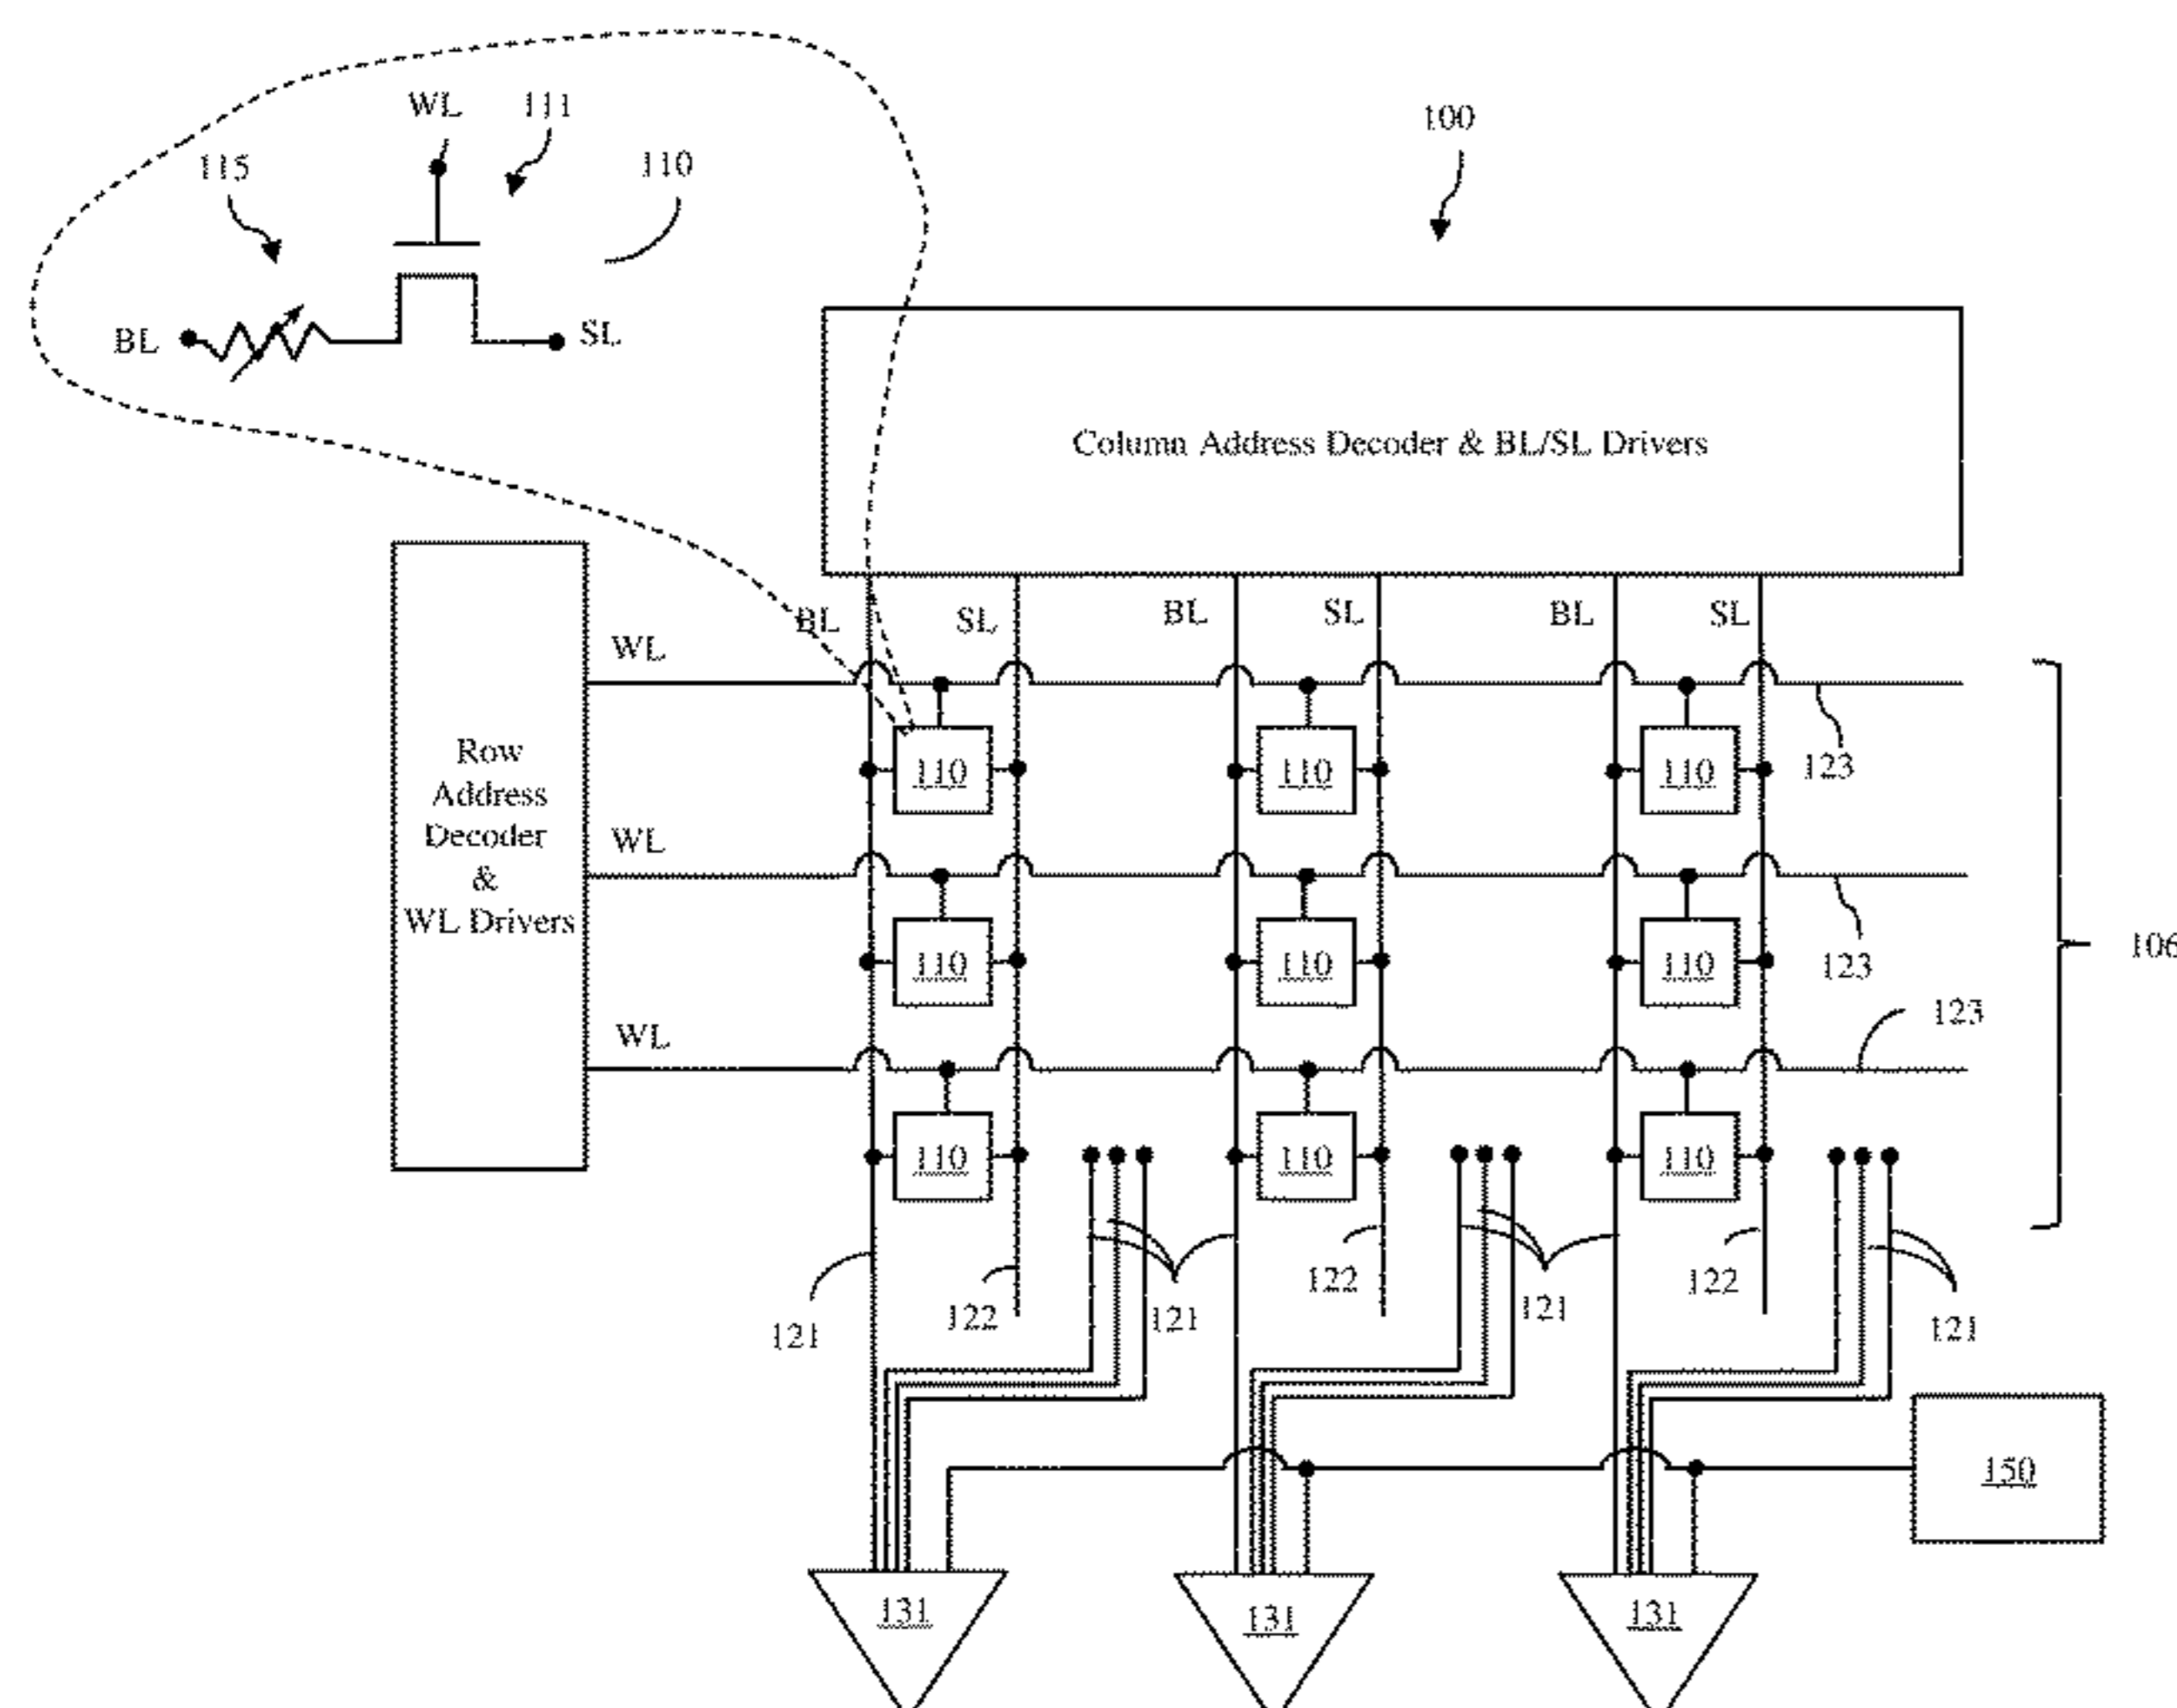 WL
111
100
115
110
BL
SL
Column Address Decoder & BL/SL Drivers
BL
SL
BL
SL
BL
SL
WL
Row
Address
Decoder
&
WL Drivers
110
110
110
123
WL
110
110
110
123
106
WL
123
110
110
110
121
122
121
122
121
122
121
150
131
131
131